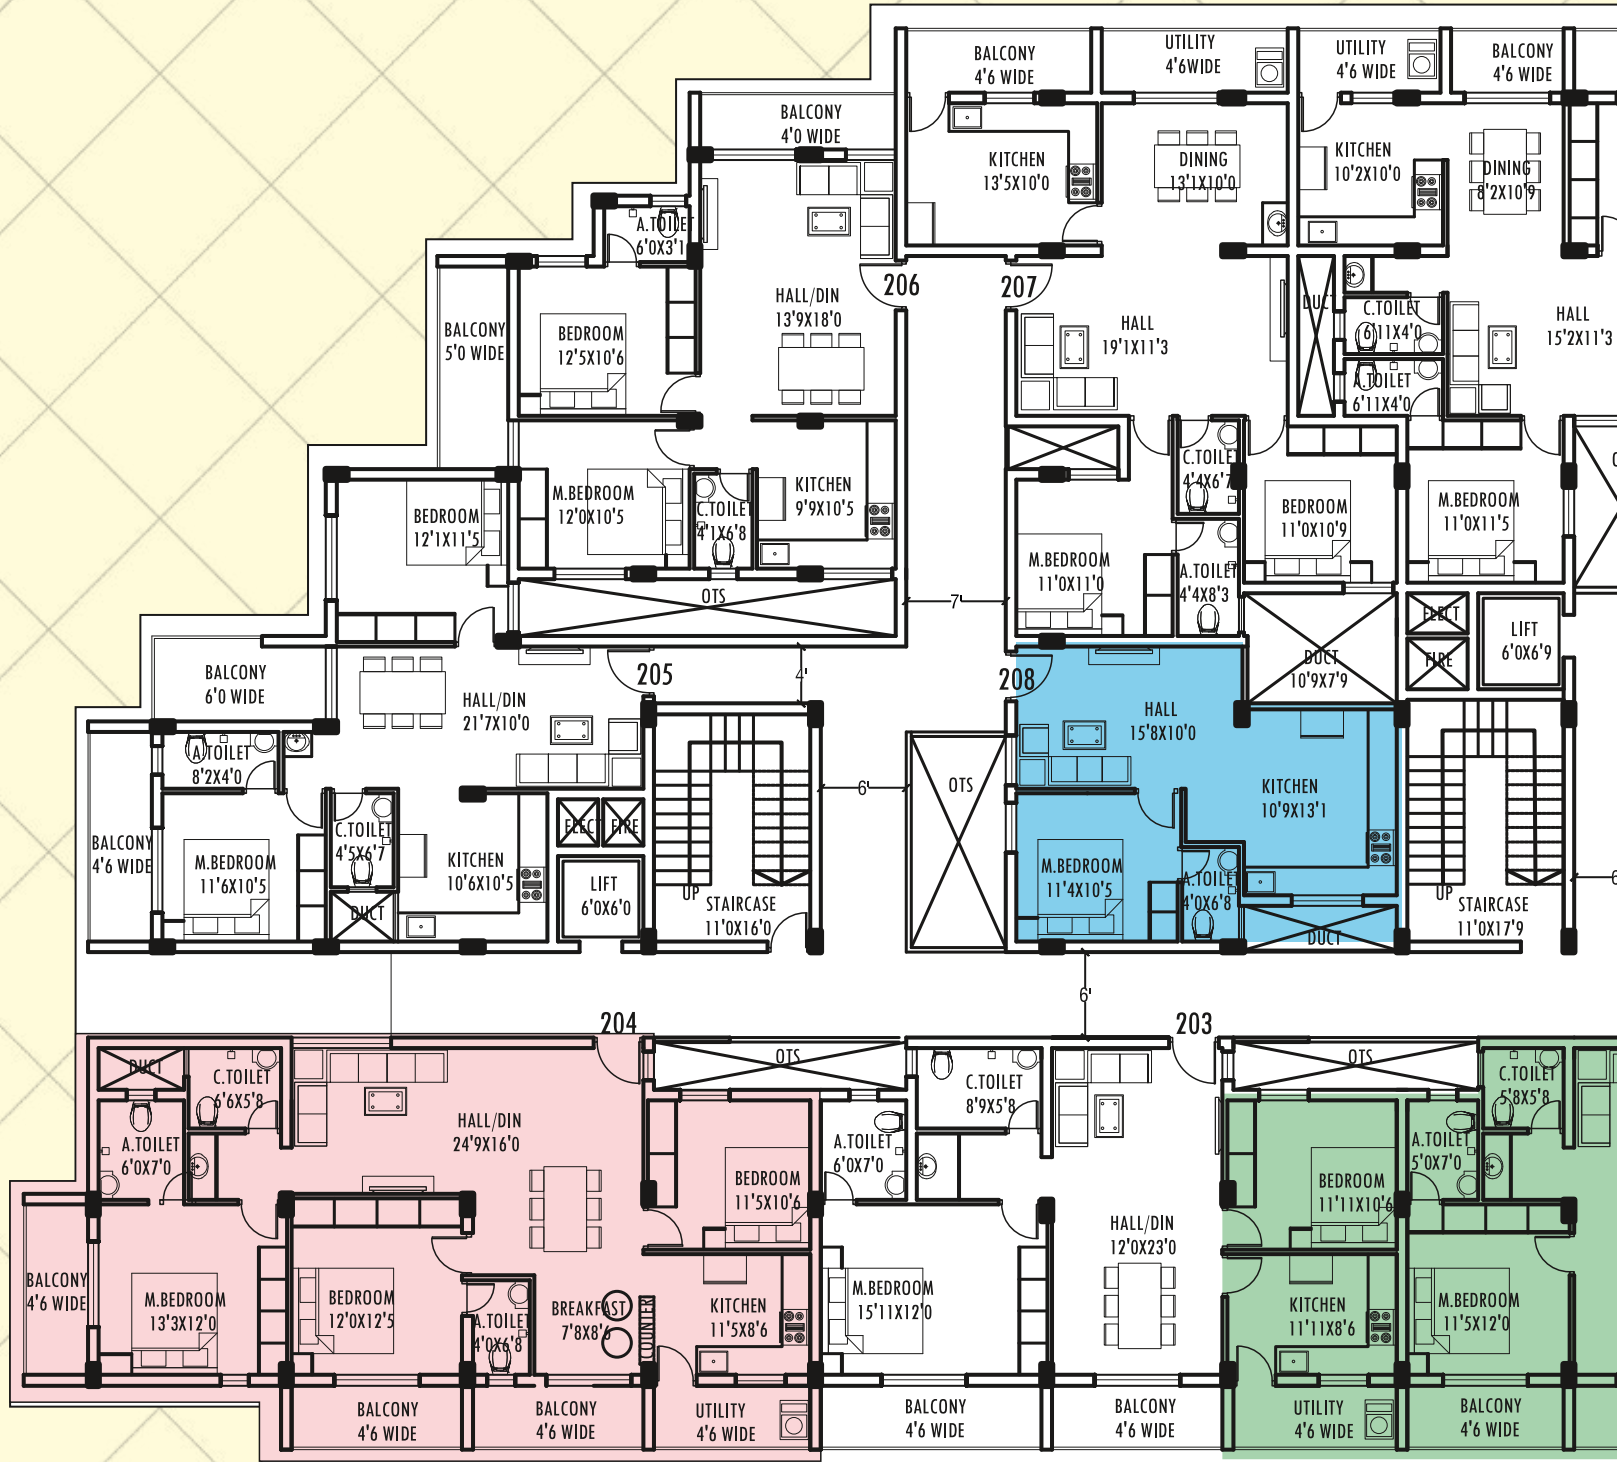 BALCONY
4'6 WIDE
UTILITY
4'6WIDE
UTILITY
4'6 WIDE
BALCONY
4'6 WIDE
BALCONY
4'0 WIDE
KITCHEN
13'5X10'0
DINING
13'1X10'0
KITCHEN
10'2X10'0
DINING
8'2X10'9
A.TOILET
6'0X3'1
206
207
HALL/DIN
13'9X18'0
BALCONY
5'0 WIDE
BEDROOM
12'5X10'6
HALL
19'1X11'3
DUCT
C.TOILET
6'11X4'0
HALL
15'2X11'3
A.TOILET
6'11X4'0
M.BEDROOM
12'0X10'5
C.TOILET
4'1X6'8
KITCHEN
9'9X10'5
C.TOILET
4'4X6'7
BEDROOM
11'0X10'9
M.BEDROOM
11'0X11'5
BEDROOM
12'1X11'5
OTS
7'
M.BEDROOM
11'0X11'0
A.TOILET
4'4X8'3
ELECT
FIRE
LIFT
6'0X6'9
DUCT
10'9X7'9
BALCONY
6'0 WIDE
205
4'
208
HALL/DIN
21'7X10'0
HALL
15'8X10'0
A.TOILET
8'2X4'0
6'
OTS
KITCHEN
10'9X13'1
BALCONY
4'6 WIDE
C.TOILET
4'5X6'7
ELECT
FIRE
M.BEDROOM
11'6X10'5
KITCHEN
10'6X10'5
LIFT
6'0X6'0
UP
STAIRCASE
11'0X16'0
M.BEDROOM
11'4X10'5
A.TOILET
4'0X6'8
UP
STAIRCASE
11'0X17'9
6
DUCT
DUCT
6'
204
203
DUCT
C.TOILET
6'6X5'8
OTS
C.TOILET
8'9X5'8
OTS
C.TOILET
5'8X5'8
A.TOILET
6'0X7'0
HALL/DIN
24'9X16'0
A.TOILET
6'0X7'0
A.TOILET
5'0X7'0
BEDROOM
11'5X10'6
BEDROOM
11'11X10'6
HALL/DIN
12'0X23'0
BALCONY
4'6 WIDE
M.BEDROOM
13'3X12'0
BEDROOM
12'0X12'5
A.TOILET
4'0X6'8
BREAKFAST
7'8X8'6
COUNTER
KITCHEN
11'5X8'6
M.BEDROOM
15'11X12'0
KITCHEN
11'11X8'6
M.BEDROOM
11'5X12'0
BALCONY
4'6 WIDE
BALCONY
4'6 WIDE
UTILITY
4'6 WIDE
BALCONY
4'6 WIDE
BALCONY
4'6 WIDE
UTILITY
4'6 WIDE
BALCONY
4'6 WIDE